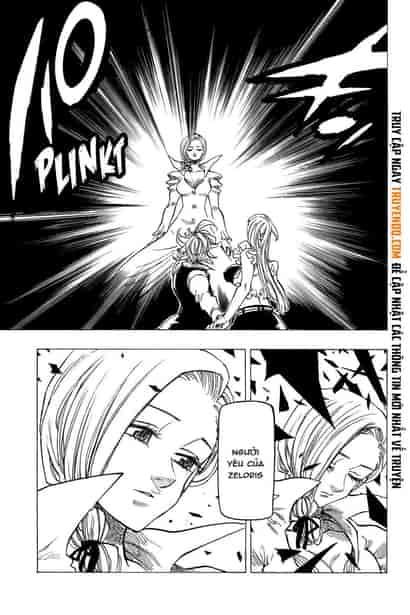 PLINKT
NGƯỜI
YÊU CỦA
ZELDRIS
TRUY CẬP NGAY TRUYENQQ.COM ĐỂ CẬP NHẬT CÁC THÔNG TIN MỚI NHẤT VỀ TRUYỆN